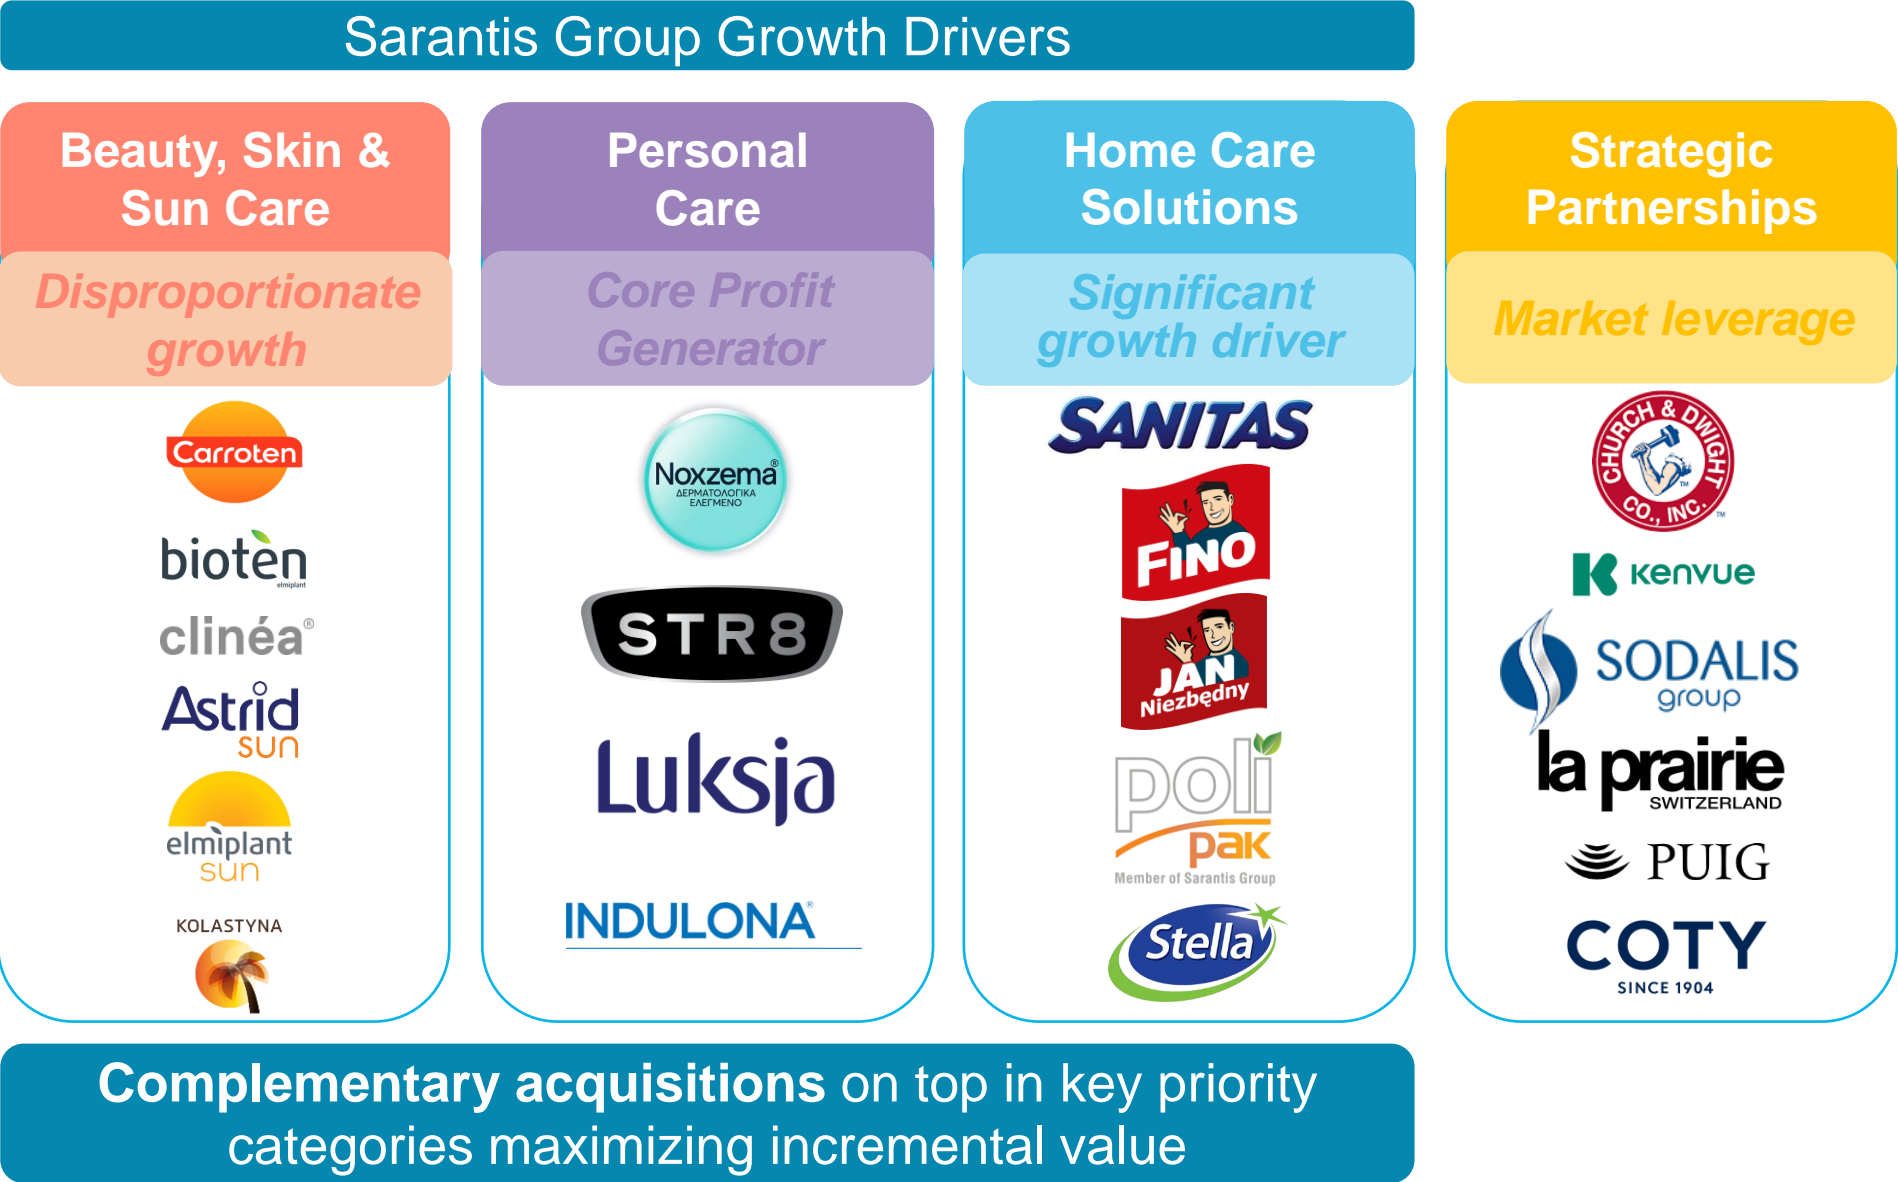 Sarantis Group Growth Drivers
Beauty, Skin &
Sun Care
Disproportionate
growth
Carroten
biotèn
elmiplant
clinéa®
Astrid
sun
elmiplant
sun
KOLASTYNA
Personal
Care
Core Profit
Generator
Noxzema®
ΔΕΡΜΑΤΟΛΟΓΙΚΑ
ΕΛΕΓΜΕΝΟ
STR8
Luksja
INDULONA®
Home Care
Solutions
Significant
growth driver
SANITAS
FINO
JAN
Niezbędny
poli
pak
Member of Sarantis Group
Stella
Strategic
Partnerships
Market leverage
CHURCH & DWIGHT
CO., INC.
TM
TM
Kenvue
SODALIS
group
la prairie
SWITZERLAND
PUIG
COTY
SINCE 1904
Complementary acquisitions on top in key priority
categories maximizing incremental value